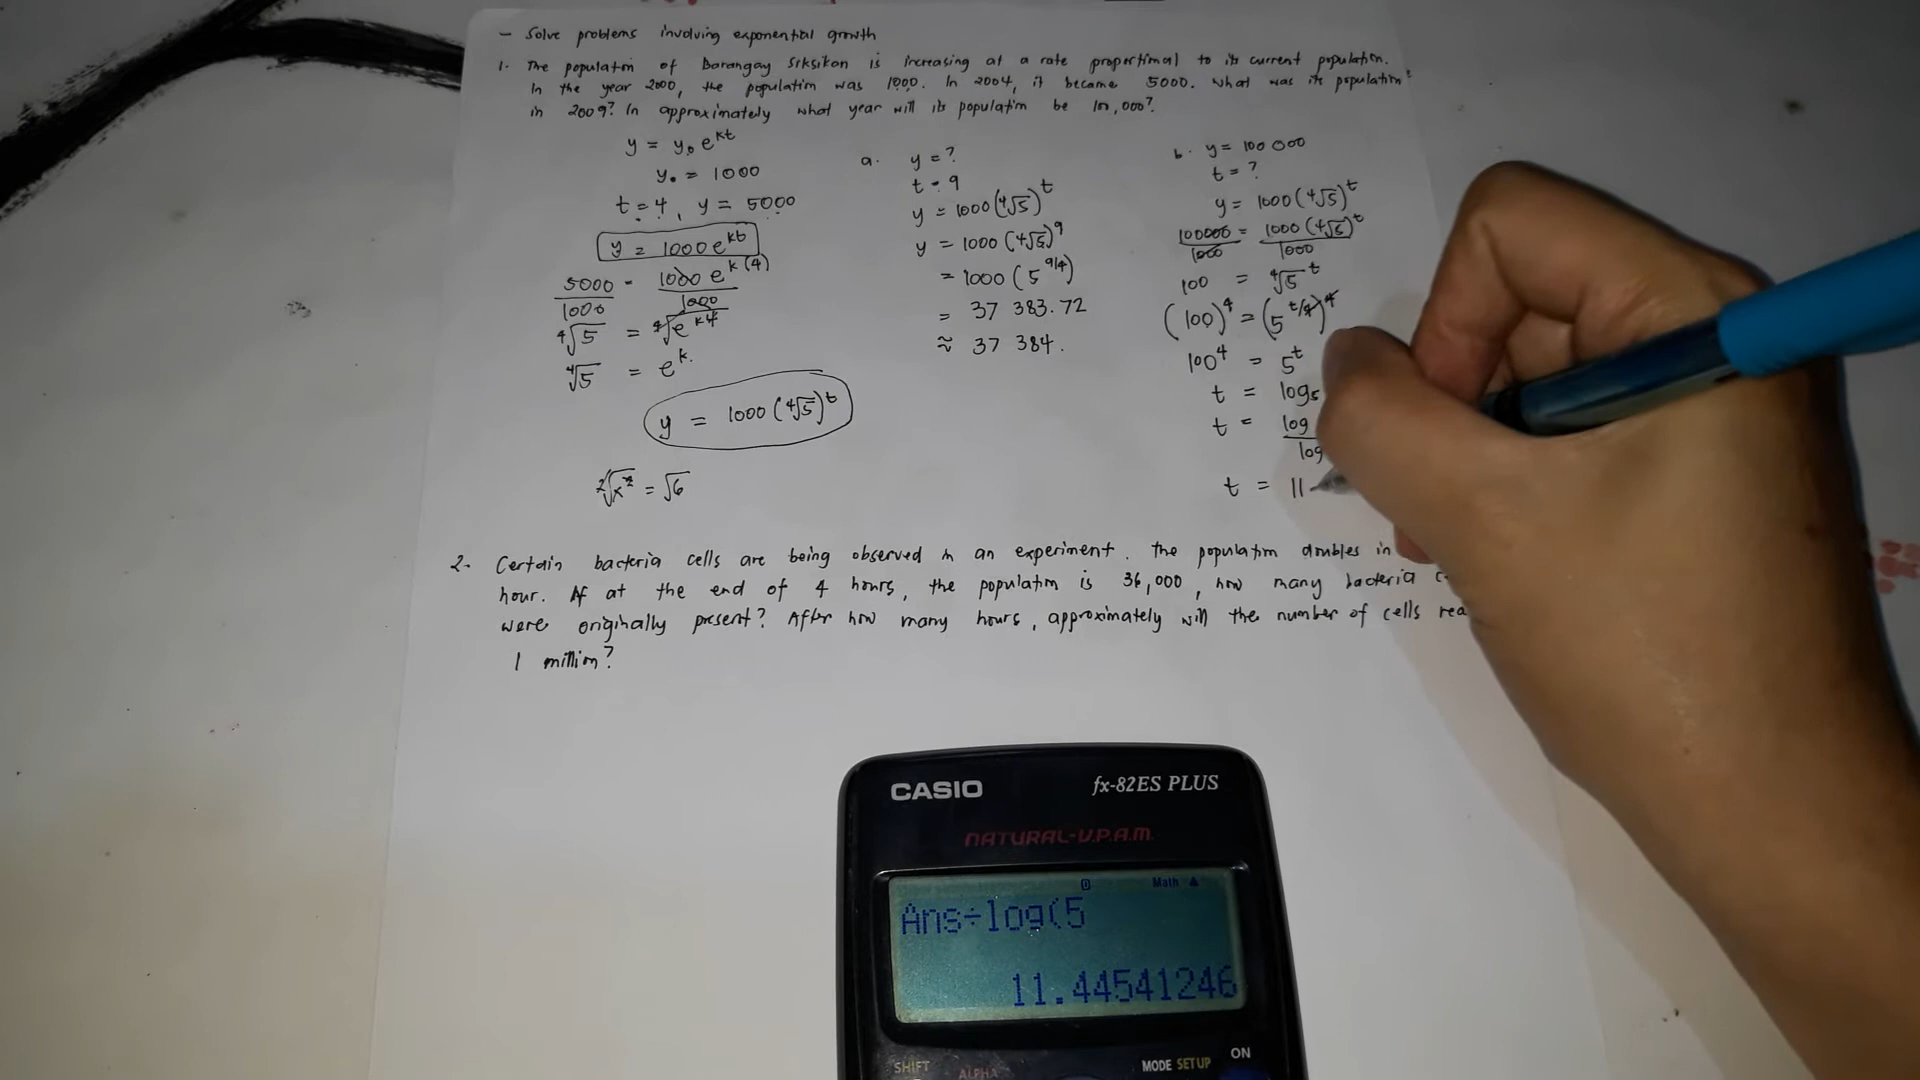 - Solve problems involving exponential growth
1. The population of Barangay Siksikan is increasing at a rate proportional to its current population.
In the year 2000, the population was 1000. In 2004, it became 5000. What was its population
in 2009? In approximately what year will its population be 100,000?
y = y₀ e^kt
y₀ = 1000
t = 4, y = 5000
y = 1000 e^kt
5000/1000 = 1000 e^k(4)/1000
⁴√5 = ⁴√e^k4
⁴√5 = e^k.
y = 1000 (⁴√5)^t
²√x² = √6
a. y = ?
t = 9
y = 1000 (⁴√5)^t
y = 1000 (⁴√5)^9
= 1000 (5^9/4)
= 37 383.72
≈ 37 384.
b. y = 100 000
t = ?
y = 1000 (⁴√5)^t
100000/1000 = 1000 (⁴√5)^t/1000
100 = ⁴√5^t
(100)^4 = (5^t/4)^4
100^4 = 5^t
t = log₅
t = log/log
t = 11
2. Certain bacteria cells are being observed in an experiment. The population doubles in
hour. If at the end of 4 hours, the population is 36,000, how many bacteria
were originally present? After how many hours, approximately will the number of cells
1 million?
CASIO fx-82ES PLUS
NATURAL-V.P.A.M.
D Math ▲
Ans÷log(5
11.44541246
SHIFT ALPHA MODE SETUP ON